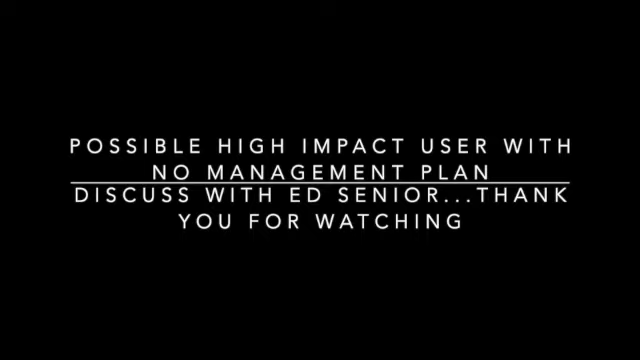 POSSIBLE HIGH IMPACT USER WITH
NO MANAGEMENT PLAN
DISCUSS WITH ED SENIOR...THANK
YOU FOR WATCHING